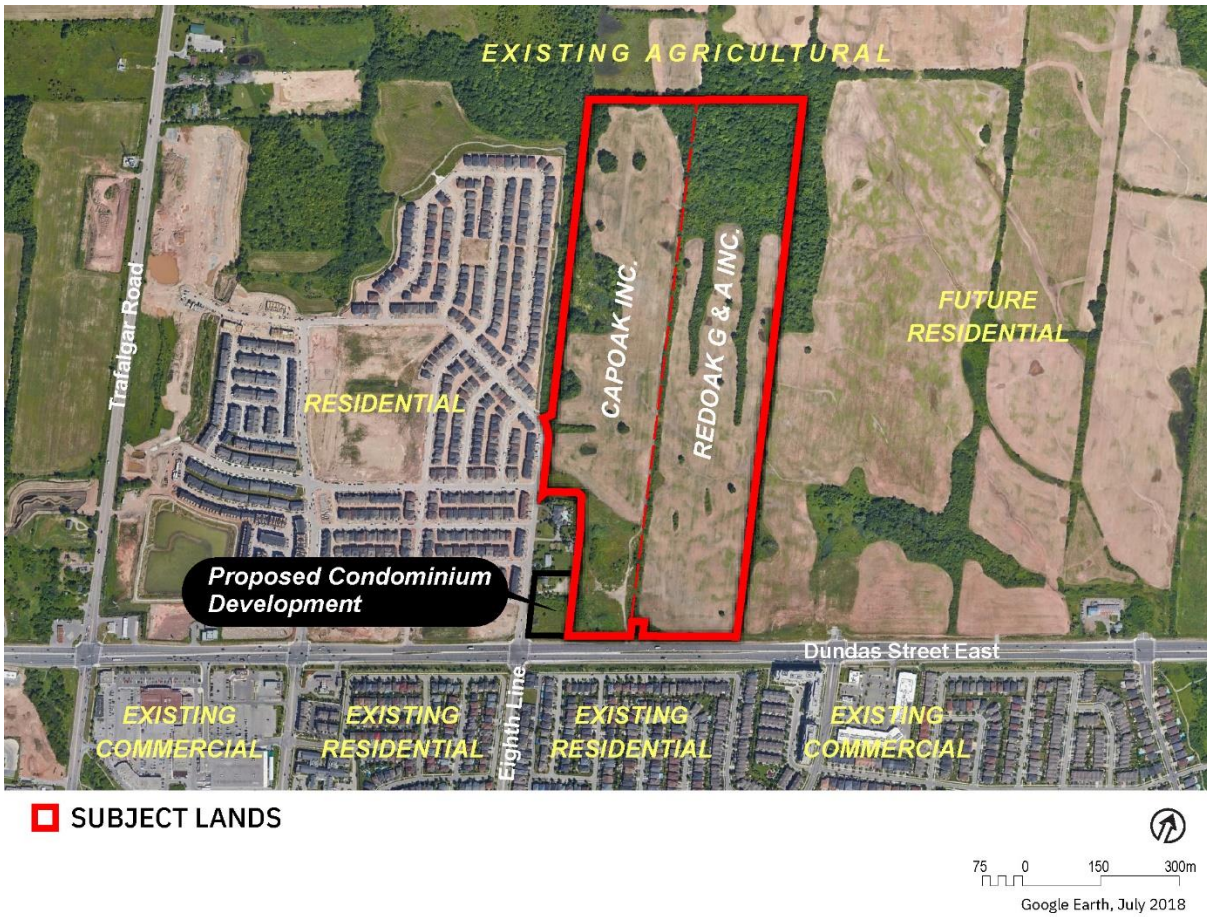 EXISTING AGRICULTURAL
Trafalgar Road
CAPOAK INC.
REDOAK G & A INC.
FUTURE
RESIDENTIAL
RESIDENTIAL
Proposed Condominium
Development
Dundas Street East
Eighth Line
EXISTING
COMMERCIAL
EXISTING
RESIDENTIAL
EXISTING
RESIDENTIAL
EXISTING
COMMERCIAL
SUBJECT LANDS
75 0 150 300m
Google Earth, July 2018